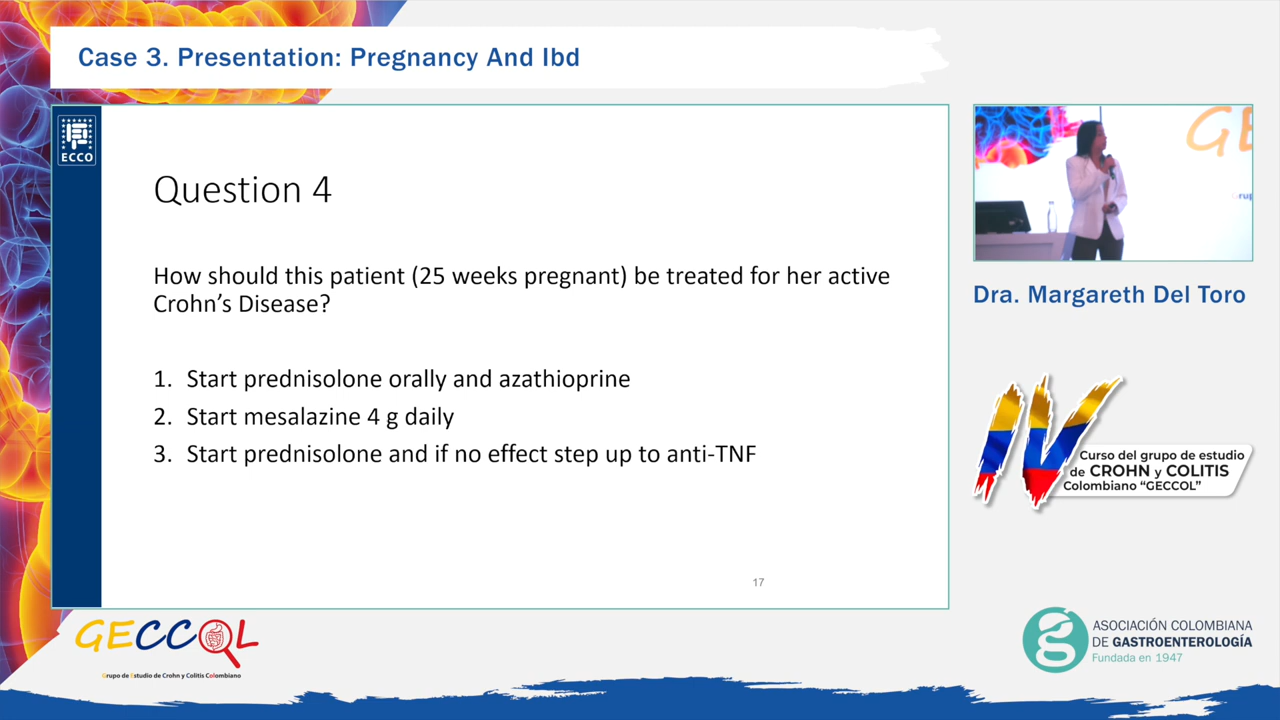 Case 3. Presentation: Pregnancy And Ibd
ECCO
Question 4
How should this patient (25 weeks pregnant) be treated for her active
Crohn’s Disease?
1. Start prednisolone orally and azathioprine
2. Start mesalazine 4 g daily
3. Start prednisolone and if no effect step up to anti-TNF
17
GE
Dra. Margareth Del Toro
IV
Curso del grupo de estudio
de CROHN y COLITIS
Colombiano “GECCOL”
GECCOL
Grupo de Estudio de Crohn y Colitis Colombiano
ASOCIACIÓN COLOMBIANA
DE GASTROENTEROLOGÍA
Fundada en 1947